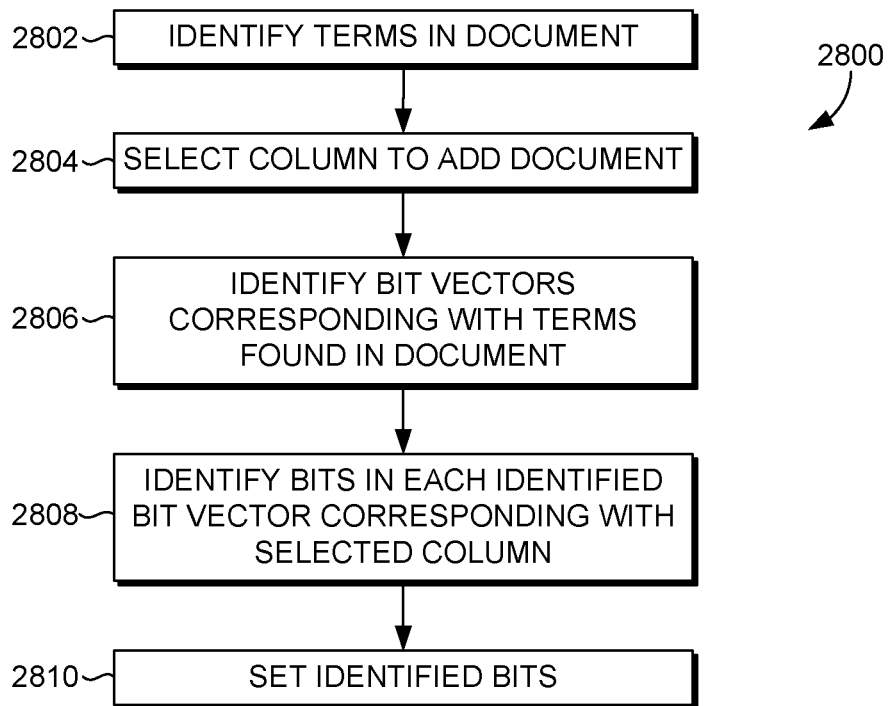 2802
IDENTIFY TERMS IN DOCUMENT
2800
2804
SELECT COLUMN TO ADD DOCUMENT
2806
IDENTIFY BIT VECTORS
CORRESPONDING WITH TERMS
FOUND IN DOCUMENT
2808
IDENTIFY BITS IN EACH IDENTIFIED
BIT VECTOR CORRESPONDING WITH
SELECTED COLUMN
2810
SET IDENTIFIED BITS